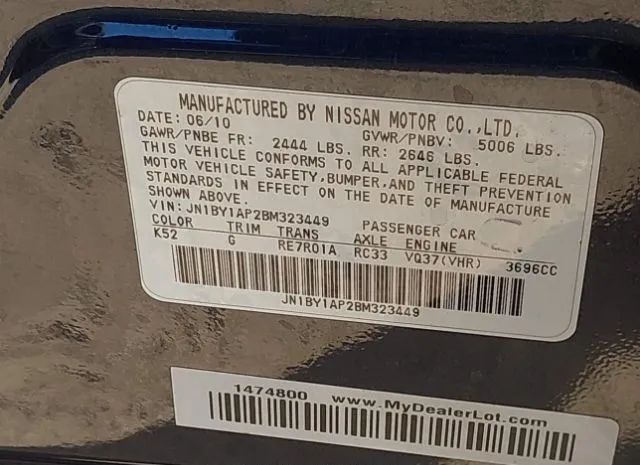 MANUFACTURED BY NISSAN MOTOR CO.,LTD.
DATE: 06/10 GVWR/PNBV: 5006 LBS.
GAWR/PNBE FR: 2444 LBS. RR: 2646 LBS.
THIS VEHICLE CONFORMS TO ALL APPLICABLE FEDERAL
MOTOR VEHICLE SAFETY,BUMPER,AND THEFT PREVENTION
STANDARDS IN EFFECT ON THE DATE OF MANUFACTURE
SHOWN ABOVE.
VIN: JN1BY1AP2BM323449 PASSENGER CAR
COLOR TRIM TRANS AXLE ENGINE
K52 G RE7R01A RC33 VQ37(VHR) 3696CC
JN1BY1AP2BM323449
1474800 www.MyDealerLot.com